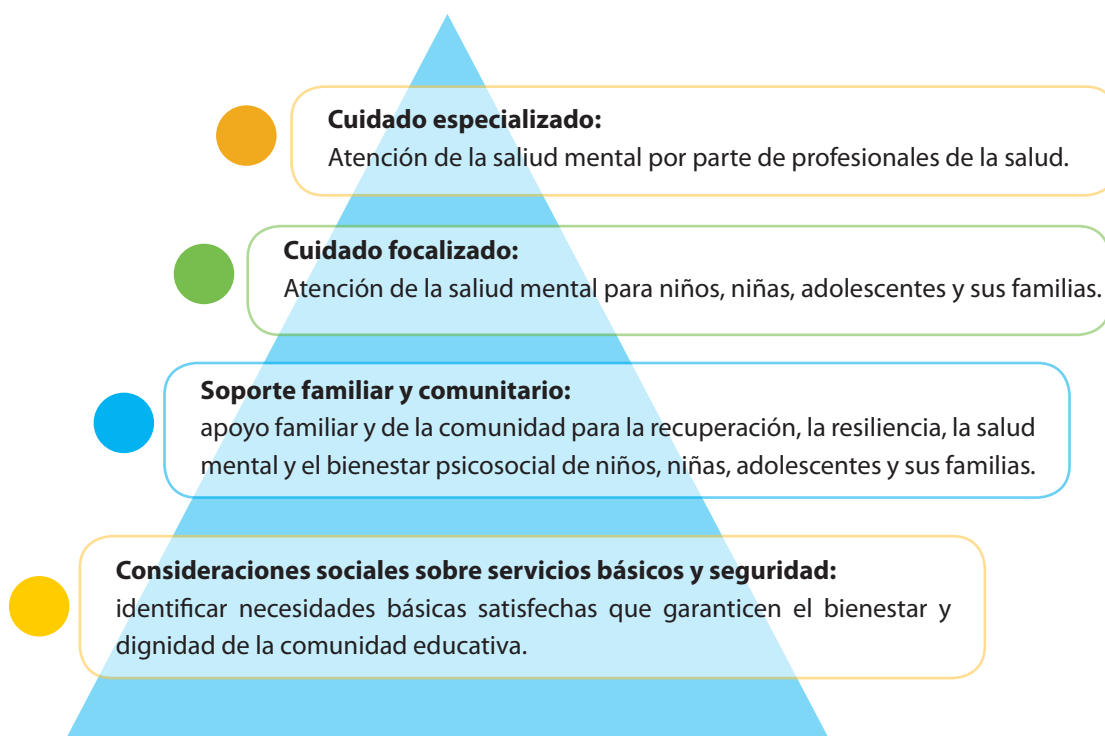 Cuidado especializado:
Atención de la saliud mental por parte de profesionales de la salud.
Cuidado focalizado:
Atención de la saliud mental para niños, niñas, adolescentes y sus familias.
Soporte familiar y comunitario:
apoyo familiar y de la comunidad para la recuperación, la resiliencia, la salud
mental y el bienestar psicosocial de niños, niñas, adolescentes y sus familias.
Consideraciones sociales sobre servicios básicos y seguridad:
identificar necesidades básicas satisfechas que garanticen el bienestar y
dignidad de la comunidad educativa.